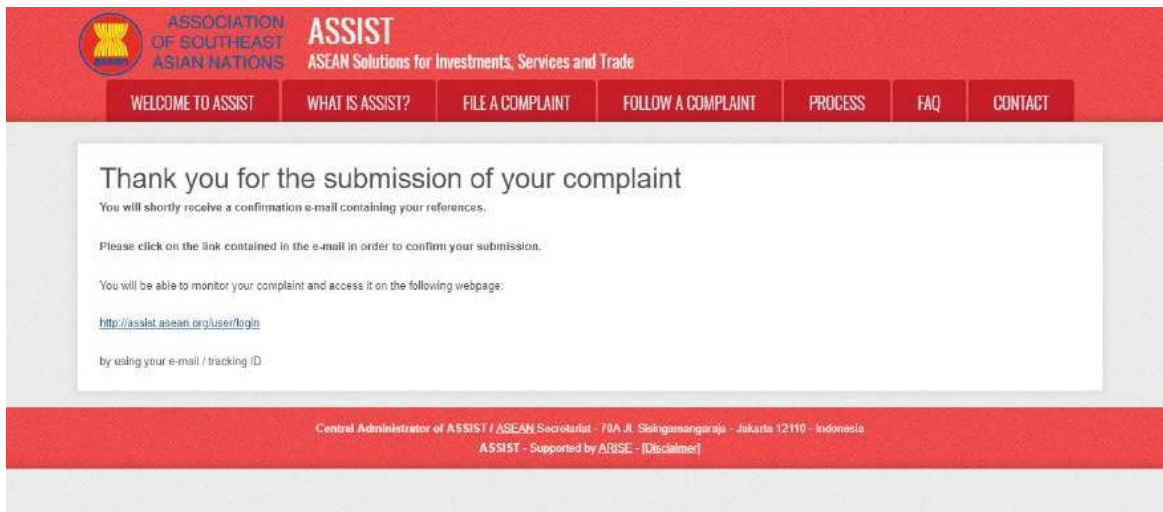 ASSOCIATION
OF SOUTHEAST
ASIAN NATIONS
ASSIST
ASEAN Solutions for Investments, Services and Trade
WELCOME TO ASSIST WHAT IS ASSIST? FILE A COMPLAINT FOLLOW A COMPLAINT PROCESS FAQ CONTACT
Thank you for the submission of your complaint
You will shortly receive a confirmation e-mail containing your references.
Please click on the link contained in the e-mail in order to confirm your submission.
You will be able to monitor your complaint and access it on the following webpage:
http://assist.asean.org/user/login
by using your e-mail / tracking ID
Central Administrator of ASSIST / ASEAN Secretariat - 70A Jl. Sisingamangaraja - Jakarta 12110 - Indonesia
ASSIST - Supported by ARISE - [Disclaimer]